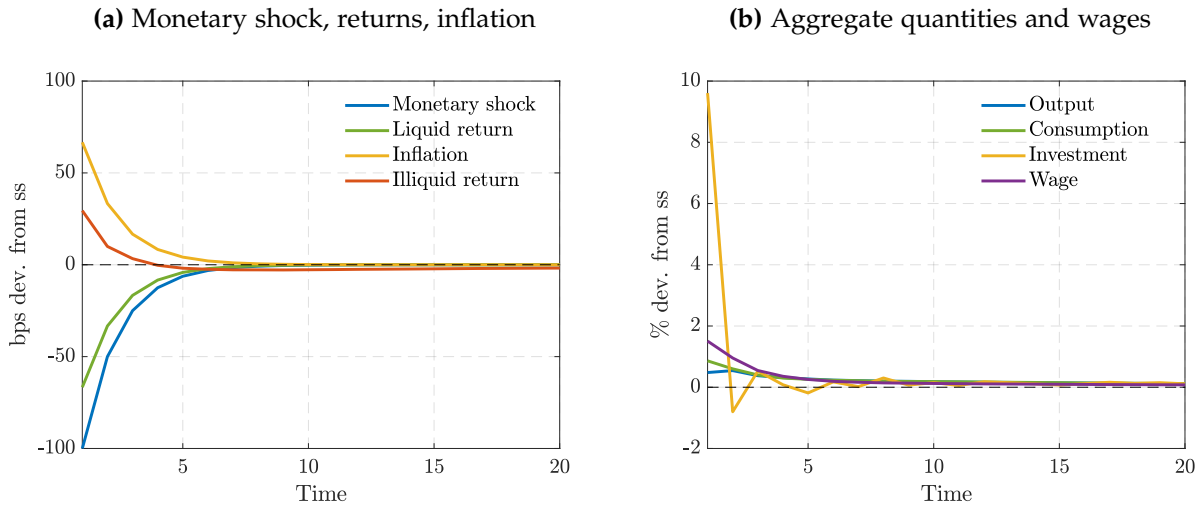 (a) Monetary shock, returns, inflation
100
50
0
-50
-100
bps dev. from ss
5
10
15
20
Time
Monetary shock
Liquid return
Inflation
Illiquid return
(b) Aggregate quantities and wages
10
8
6
4
2
0
-2
% dev. from ss
5
10
15
20
Time
Output
Consumption
Investment
Wage